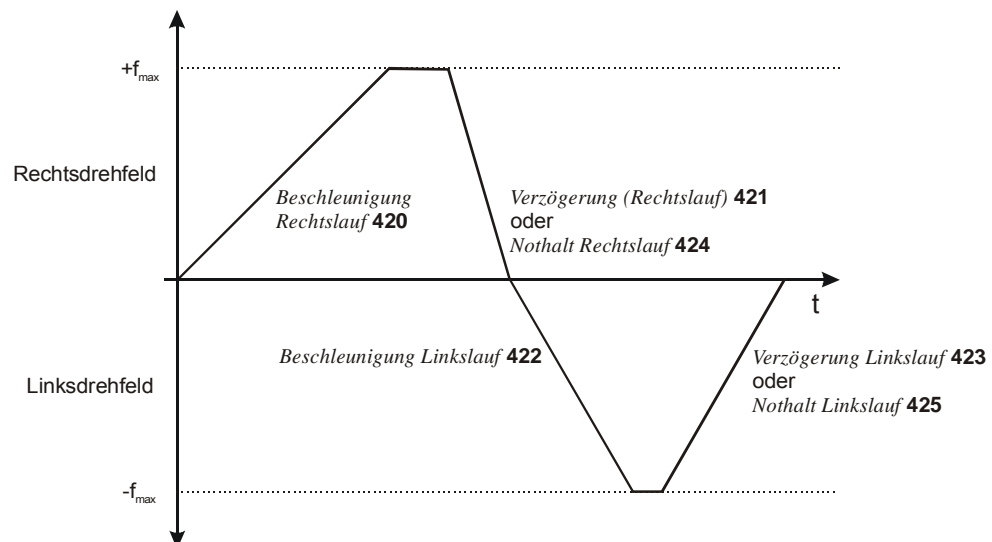 +fmax
Rechtsdrehfeld
Beschleunigung
Rechtslauf 420
Verzögerung (Rechtslauf) 421
oder
Nothalt Rechtslauf 424
t
Beschleunigung Linkslauf 422
Verzögerung Linkslauf 423
oder
Nothalt Linkslauf 425
Linksdrehfeld
-fmax